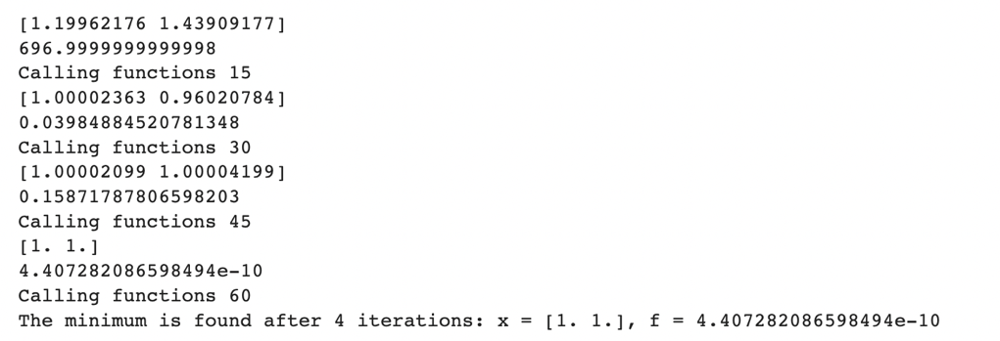 [1.19962176 1.43909177]
696.9999999999998
Calling functions 15
[1.00002363 0.96020784]
0.03984884520781348
Calling functions 30
[1.00002099 1.00004199]
0.15871787806598203
Calling functions 45
[1. 1.]
4.407282086598494e-10
Calling functions 60
The minimum is found after 4 iterations: x = [1. 1.], f = 4.407282086598494e-10